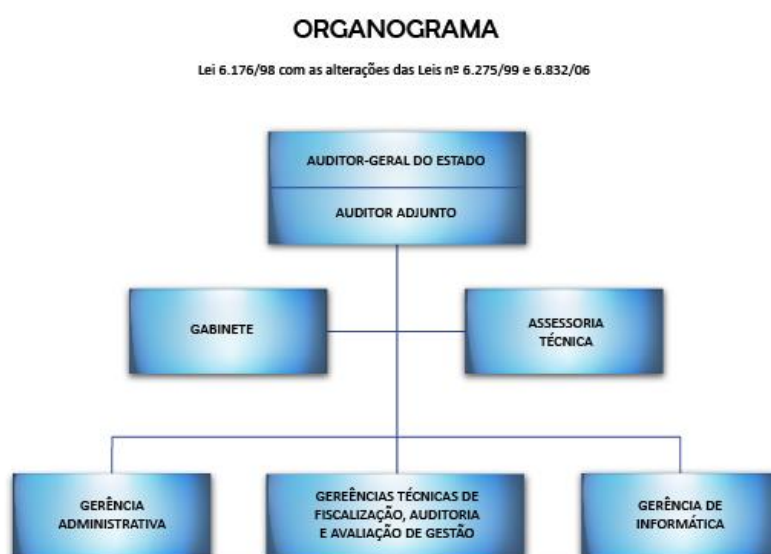 ORGANOGRAMA
Lei 6.176/98 com as alterações das Leis nº 6.275/99 e 6.832/06
AUDITOR-GERAL DO ESTADO
AUDITOR ADJUNTO
GABINETE
ASSESSORIA
TÉCNICA
GERÊNCIA
ADMINISTRATIVA
GEREÊNCIAS TÉCNICAS DE
FISCALIZAÇÃO, AUDITORIA
E AVALIAÇÃO DE GESTÃO
GERÊNCIA DE
INFORMÁTICA